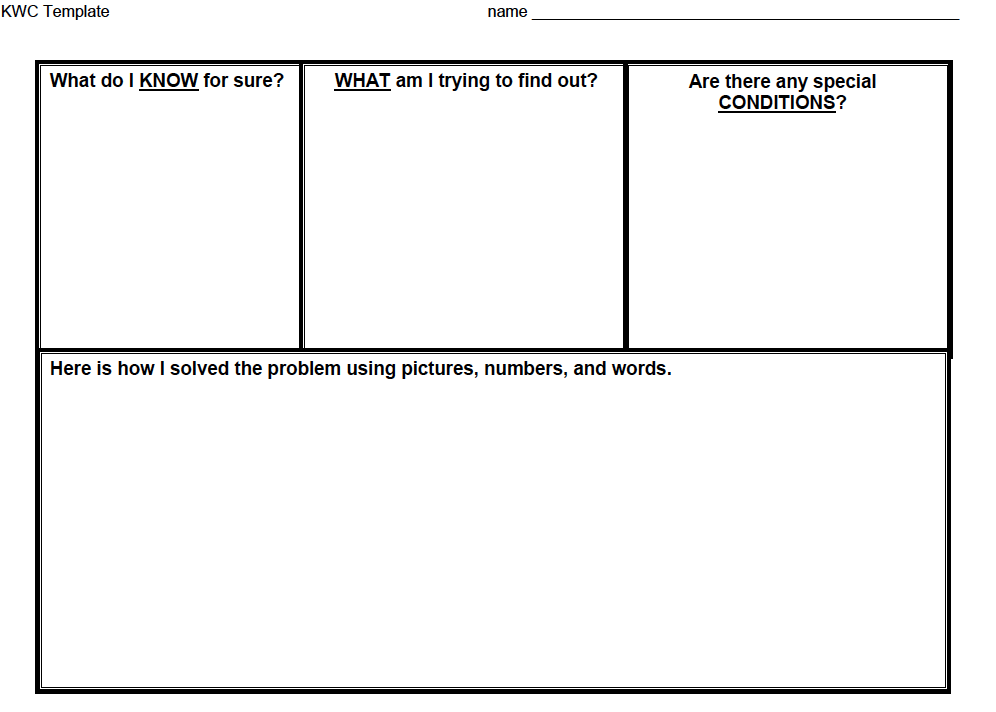 KWC Template
name
What do I KNOW for sure?
WHAT am I trying to find out?
Are there any special
CONDITIONS?
Here is how I solved the problem using pictures, numbers, and words.